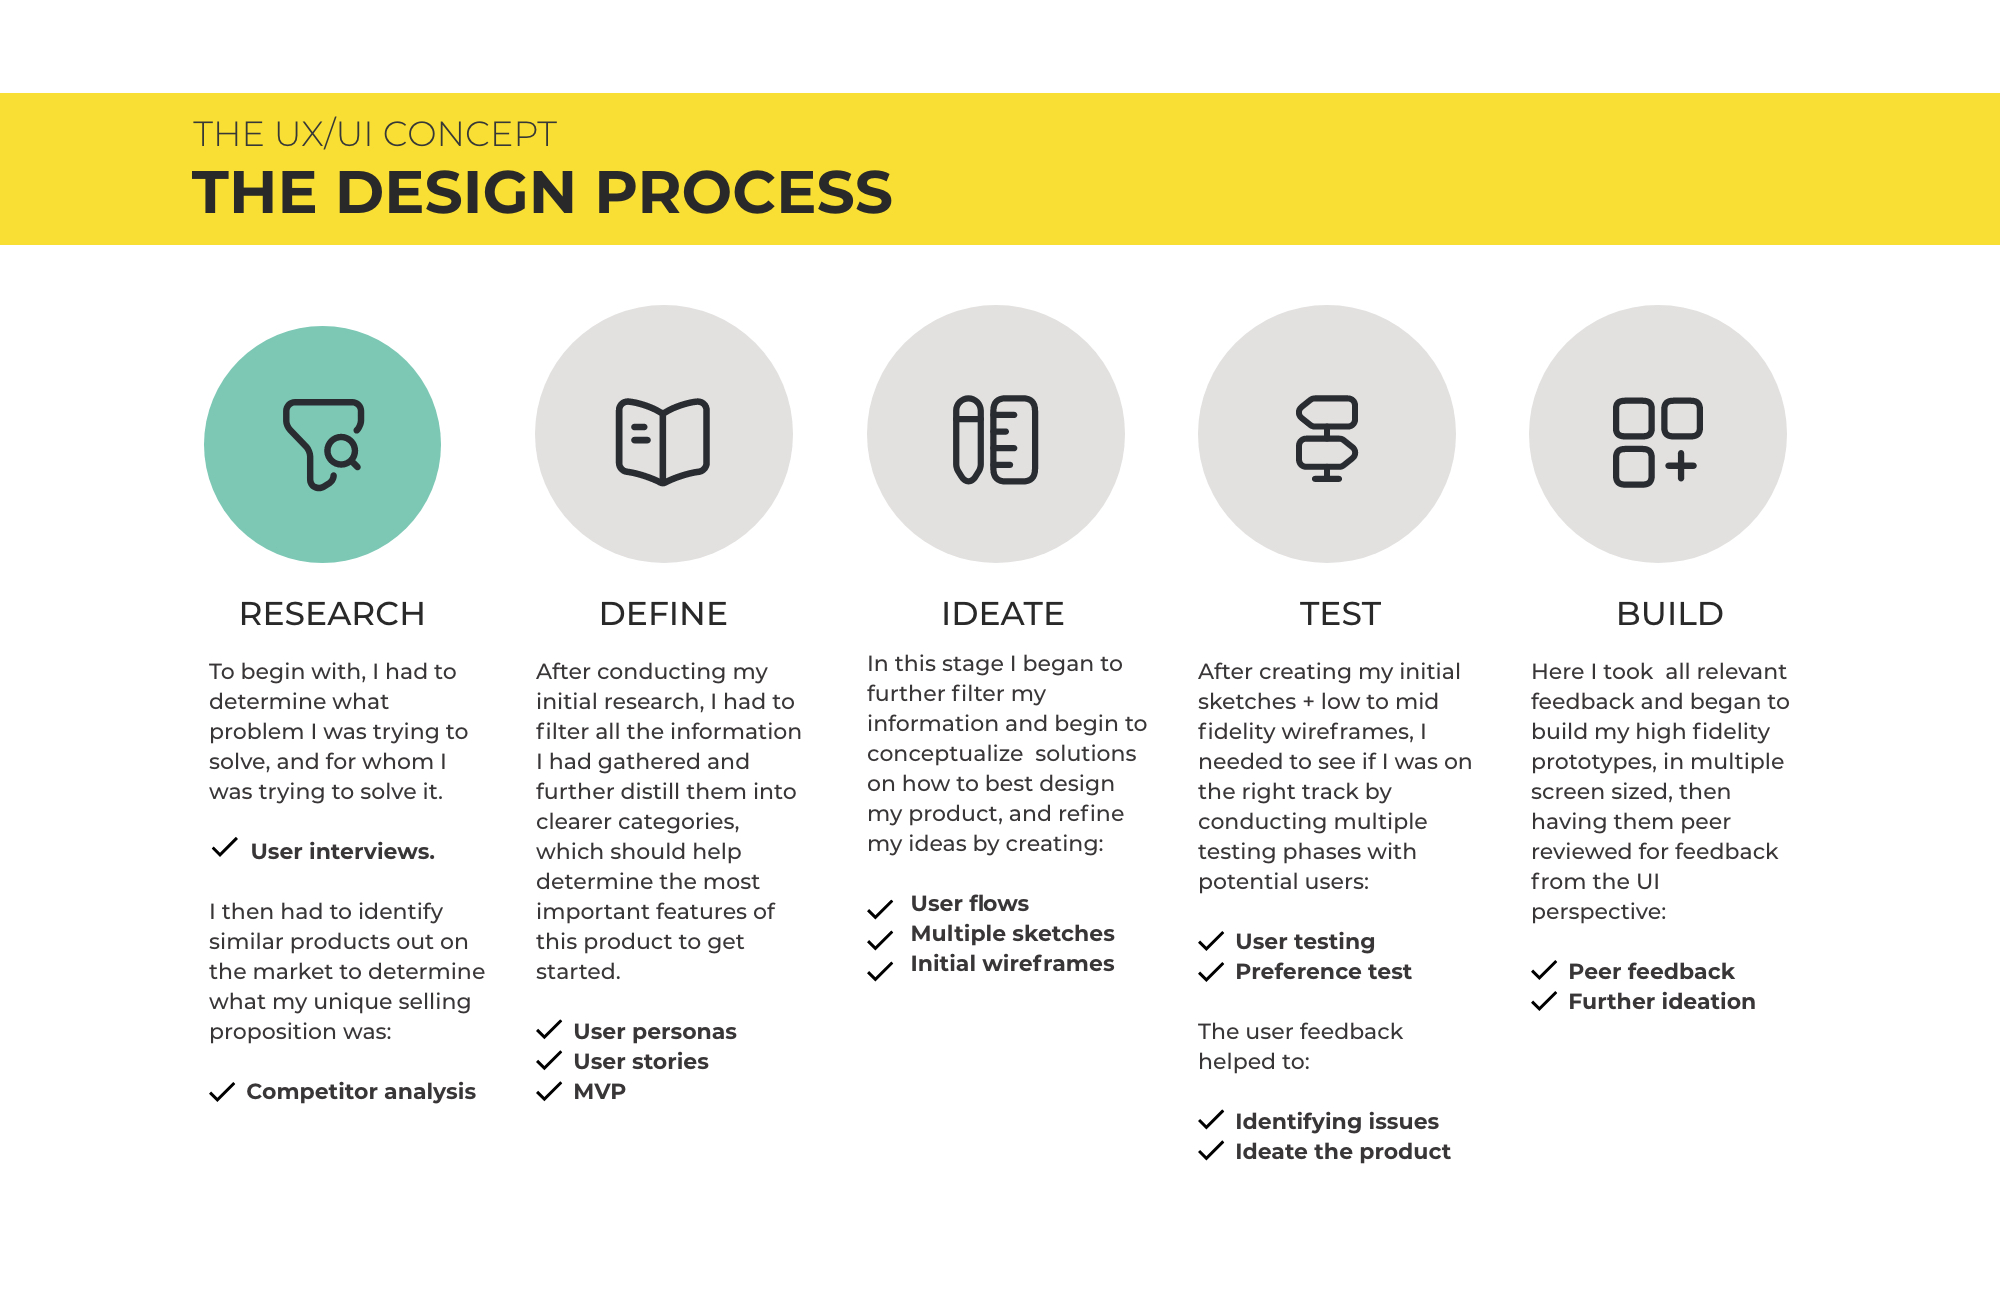 THE UX/UI CONCEPT
THE DESIGN PROCESS
RESEARCH
To begin with, I had to
determine what
problem I was trying to
solve, and for whom I
was trying to solve it.
User interviews.
I then had to identify
similar products out on
the market to determine
what my unique selling
proposition was:
Competitor analysis
DEFINE
After conducting my
initial research, I had to
filter all the information
I had gathered and
further distill them into
clearer categories,
which should help
determine the most
important features of
this product to get
started.
User personas
User stories
MVP
IDEATE
In this stage I began to
further filter my
information and begin to
conceptualize  solutions
on how to best design
my product, and refine
my ideas by creating:
User flows
Multiple sketches
Initial wireframes
TEST
After creating my initial
sketches + low to mid
fidelity wireframes, I
needed to see if I was on
the right track by
conducting multiple
testing phases with
potential users:
User testing
Preference test
The user feedback
helped to:
Identifying issues
Ideate the product
BUILD
Here I took  all relevant
feedback and began to
build my high fidelity
prototypes, in multiple
screen sized, then
having them peer
reviewed for feedback
from the UI
perspective:
Peer feedback
Further ideation